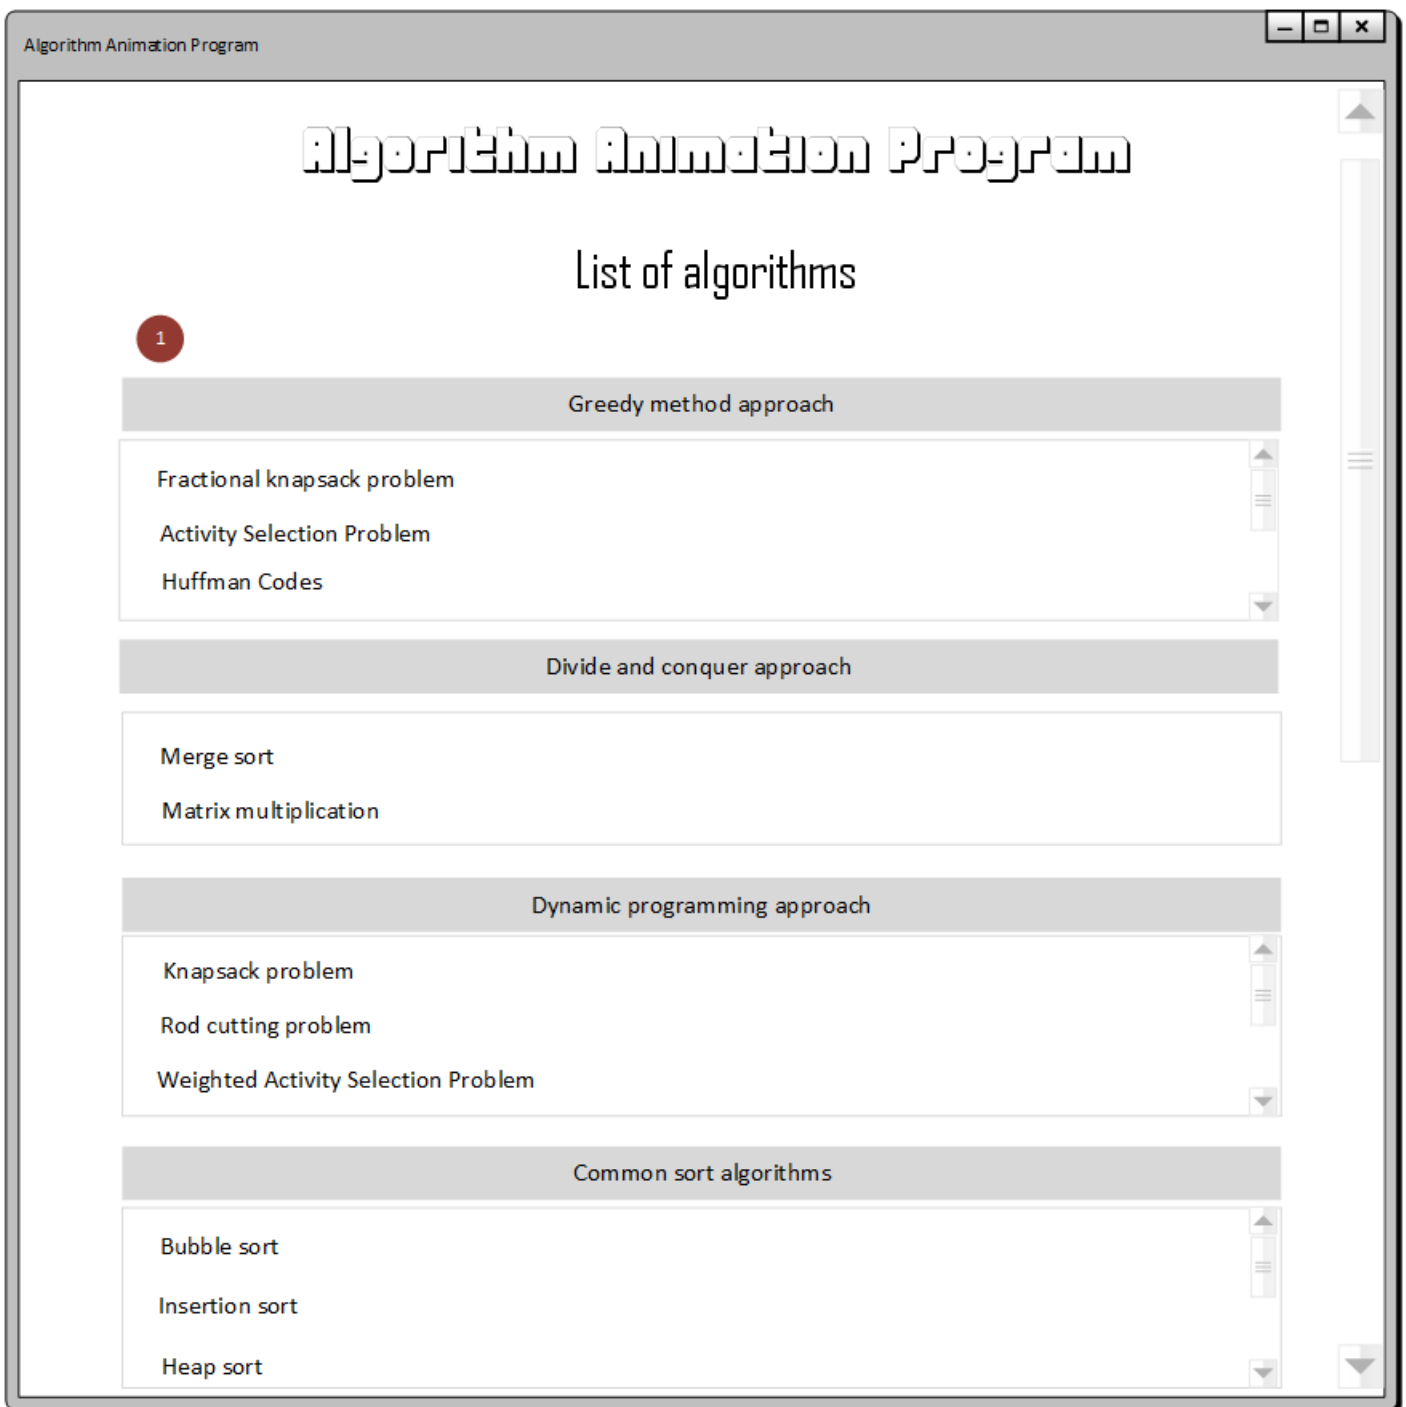 Algorithm Animation Program
Algorithm Animation Program
List of algorithms
1
Greedy method approach
Fractional knapsack problem
Activity Selection Problem
Huffman Codes
Divide and conquer approach
Merge sort
Matrix multiplication
Dynamic programming approach
Knapsack problem
Rod cutting problem
Weighted Activity Selection Problem
Common sort algorithms
Bubble sort
Insertion sort
Heap sort